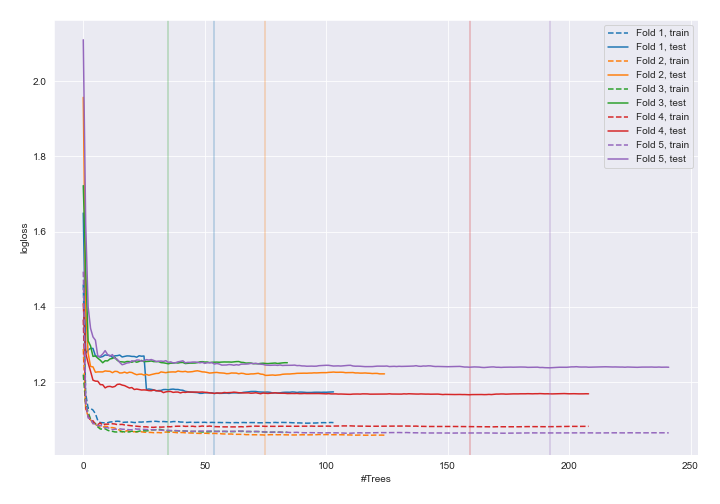 Fold 1, train
Fold 1, test
Fold 2, train
Fold 2, test
Fold 3, train
Fold 3, test
Fold 4, train
Fold 4, test
Fold 5, train
Fold 5, test
2.0
1.8
1.6
1.4
1.2
logloss
0 50 100 150 200 250
#Trees